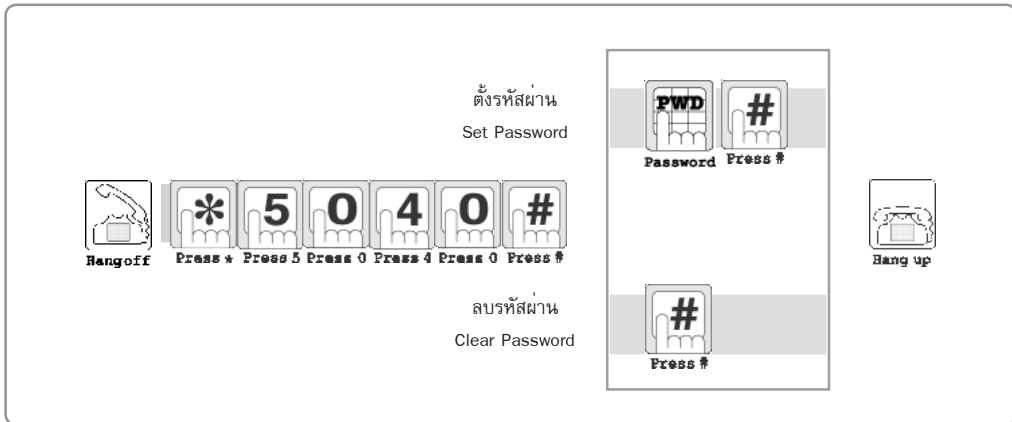 ตั้งรหัสผ่าน
Set Password
PWD #
Password Press #
* 5 0 4 0 #
Hangoff Press * Press 5 Press 0 Press 4 Press 0 Press # Hang up
ลบรหัสผ่าน
Clear Password
#
Press #